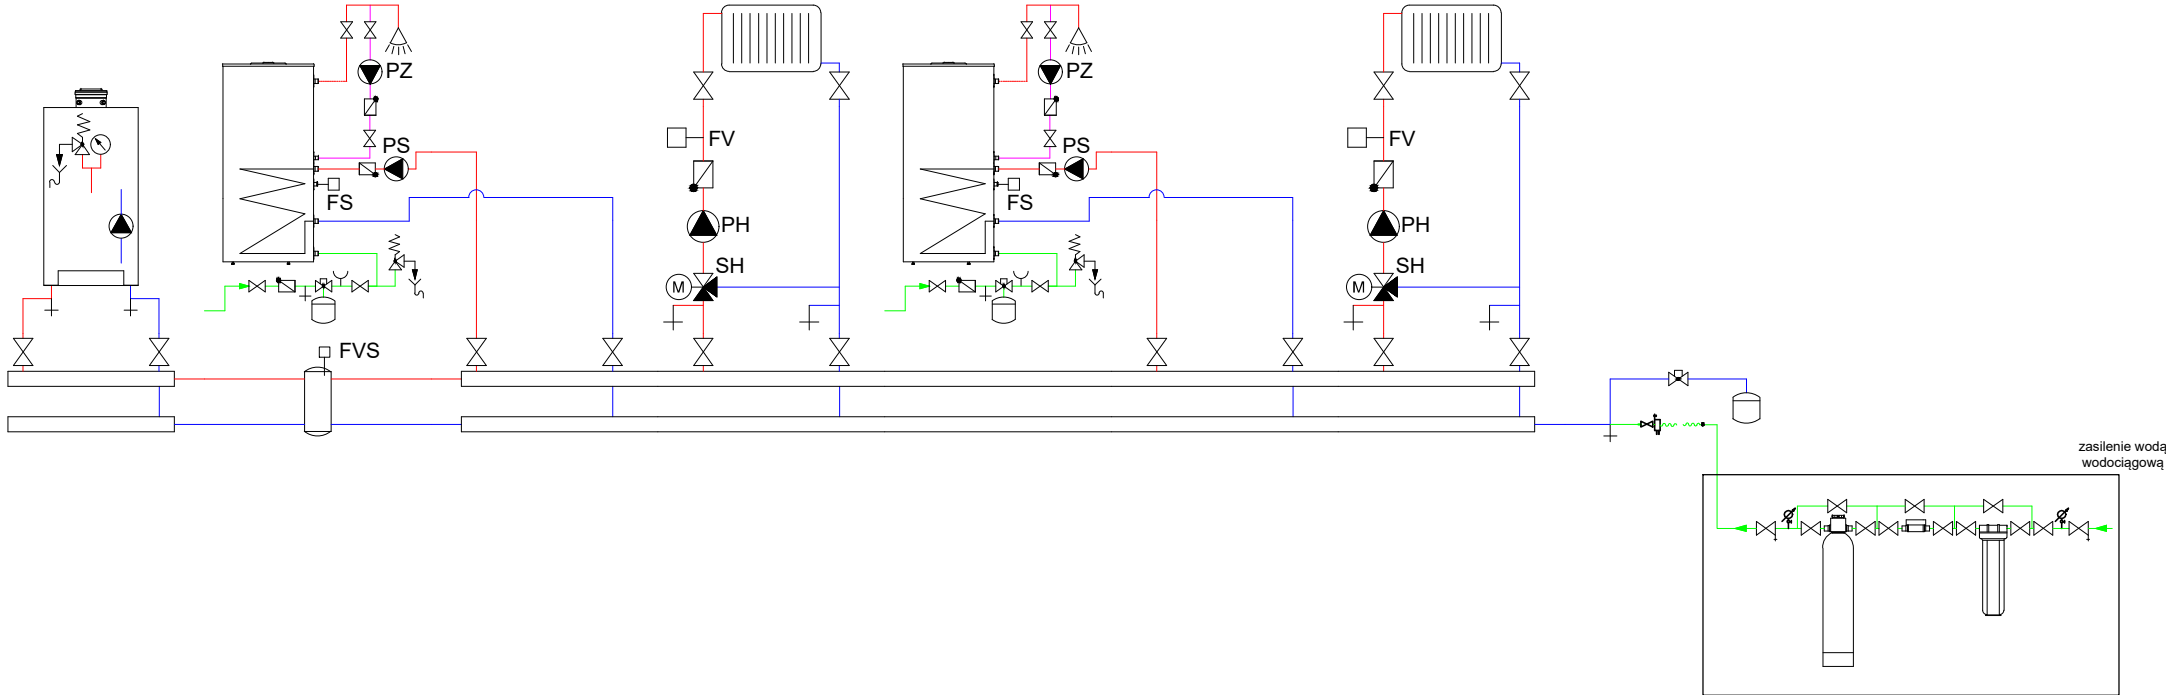 PZ
PS
FS
FV
PH
SH
M
PZ
PS
FS
FV
PH
SH
M
FVS
zasilenie wodą
wodociągową